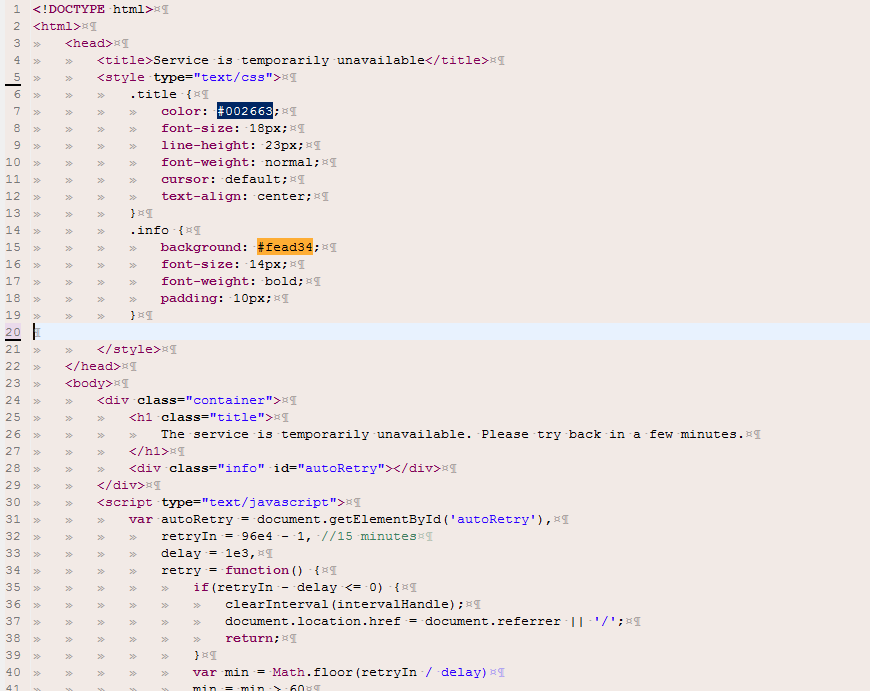 1 <!DOCTYPE html>
2 <html>
3 <head>
4 <title>Service is temporarily unavailable</title>
5 <style type="text/css">
6 .title {
7 color: #002663;
8 font-size: 18px;
9 line-height: 23px;
10 font-weight: normal;
11 cursor: default;
12 text-align: center;
13 }
14 .info {
15 background: #fead34;
16 font-size: 14px;
17 font-weight: bold;
18 padding: 10px;
19 }
20
21 </style>
22 </head>
23 <body>
24 <div class="container">
25 <h1 class="title">
26 The service is temporarily unavailable. Please try back in a few minutes.
27 </h1>
28 <div class="info" id="autoRetry"></div>
29 </div>
30 <script type="text/javascript">
31 var autoRetry = document.getElementById('autoRetry'),
32 retryIn = 96e4 - 1, //15 minutes
33 delay = 1e3,
34 retry = function() {
35 if(retryIn - delay <= 0) {
36 clearInterval(intervalHandle);
37 document.location.href = document.referrer || '/';
38 return;
39 }
40 var min = Math.floor(retryIn / delay)
41 min = min > 60